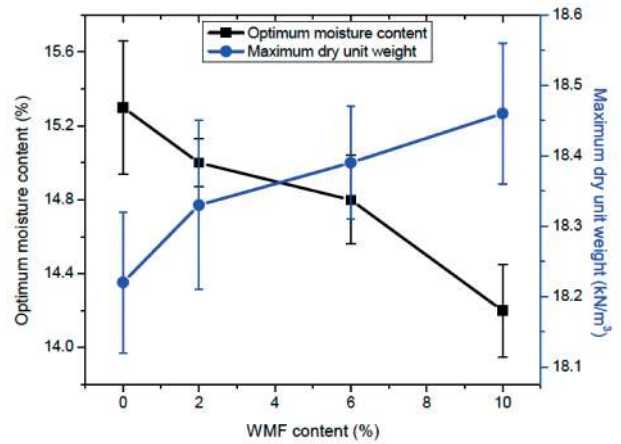 Optimum moisture content
Maximum dry unit weight
Optimum moisture content (%)
15.6
15.2
14.8
14.4
14.0
18.6
18.5
18.4
18.3
18.2
18.1
Maximum dry unit weight (kN/m³)
0 2 4 6 8 10
WMF content (%)